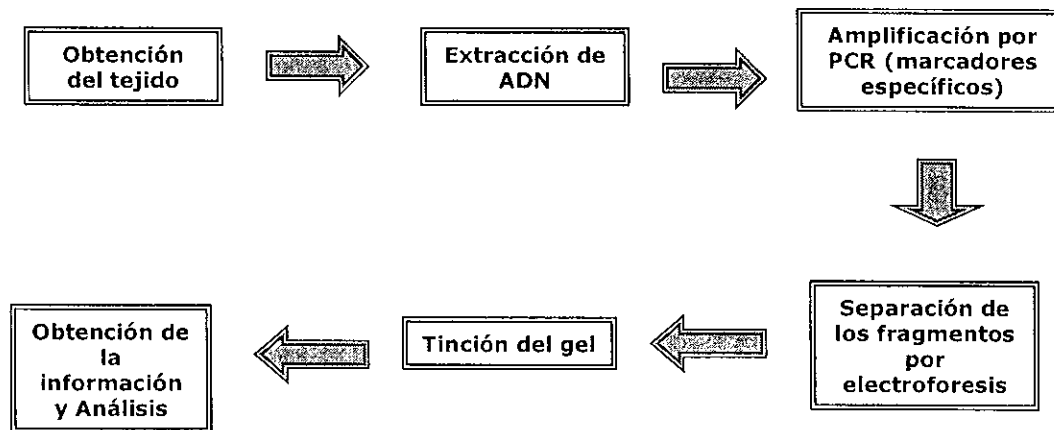 Obtención
del tejido
Extracción de
ADN
Amplificación por
PCR (marcadores
específicos)
Separación de
los fragmentos
por
electroforesis
Tinción del gel
Obtención de
la
información
y Análisis